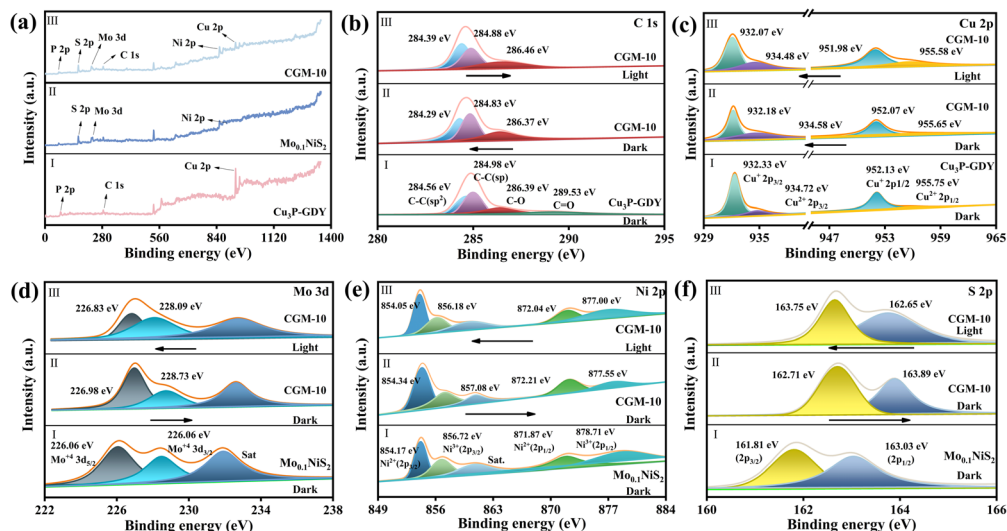 (a)
III
P 2p
S 2p
Mo 3d
C 1s
Ni 2p
Cu 2p
CGM-10
II
S 2p
Mo 3d
Ni 2p
Mo₀.₁NiS₂
I
P 2p
C 1s
Cu 2p
Cu₃P-GDY
Intensity (a.u.)
0 280 560 840 1120 1400
Binding energy (eV)
(b)
C 1s
III
284.39 eV
284.88 eV
286.46 eV
CGM-10
Light
II
284.29 eV
284.83 eV
286.37 eV
CGM-10
Dark
I
284.98 eV
C-C(sp)
284.56 eV
C-C(sp²)
286.39 eV
C-O
289.53 eV
C=O
Cu₃P-GDY
Dark
Intensity (a.u.)
280 285 290 295
Binding energy (eV)
(c)
Cu 2p
III
932.07 eV
934.48 eV
951.98 eV
955.58 eV
CGM-10
Light
II
932.18 eV
934.58 eV
952.07 eV
955.65 eV
CGM-10
Dark
I
932.33 eV
Cu⁺ 2p₃/₂
934.72 eV
Cu²⁺ 2p₃/₂
952.13 eV
Cu⁺ 2p1/2
955.75 eV
Cu²⁺ 2p₁/₂
Cu₃P-GDY
Dark
Intensity (a.u.)
929 935 947 953 959 965
Binding energy (eV)
(d)
Mo 3d
III
226.83 eV
228.09 eV
CGM-10
Light
II
226.98 eV
228.73 eV
CGM-10
Dark
I
226.06 eV
Mo⁺⁴ 3d₅/₂
226.06 eV
Mo⁺⁴ 3d₃/₂
Sat
Mo₀.₁NiS₂
Dark
Intensity (a.u.)
222 226 230 234 238
Binding energy (eV)
(e)
Ni 2p
III
854.05 eV
856.18 eV
872.04 eV
877.00 eV
CGM-10
Light
II
854.34 eV
857.08 eV
872.21 eV
877.55 eV
CGM-10
Dark
I
854.17 eV
Ni²⁺(2p₃/₂)
856.72 eV
Ni³⁺(2p₃/₂)
Sat.
871.87 eV
Ni²⁺(2p₁/₂)
878.71 eV
Ni³⁺(2p₁/₂)
Mo₀.₁NiS₂
Dark
Intensity (a.u.)
849 856 863 870 877 884
Binding energy (eV)
(f)
S 2p
III
163.75 eV
162.65 eV
CGM-10
Light
II
162.71 eV
163.89 eV
CGM-10
Dark
I
161.81 eV
(2p₃/₂)
163.03 eV
(2p₁/₂)
Mo₀.₁NiS₂
Dark
Intensity (a.u.)
160 162 164 166
Binding energy (eV)